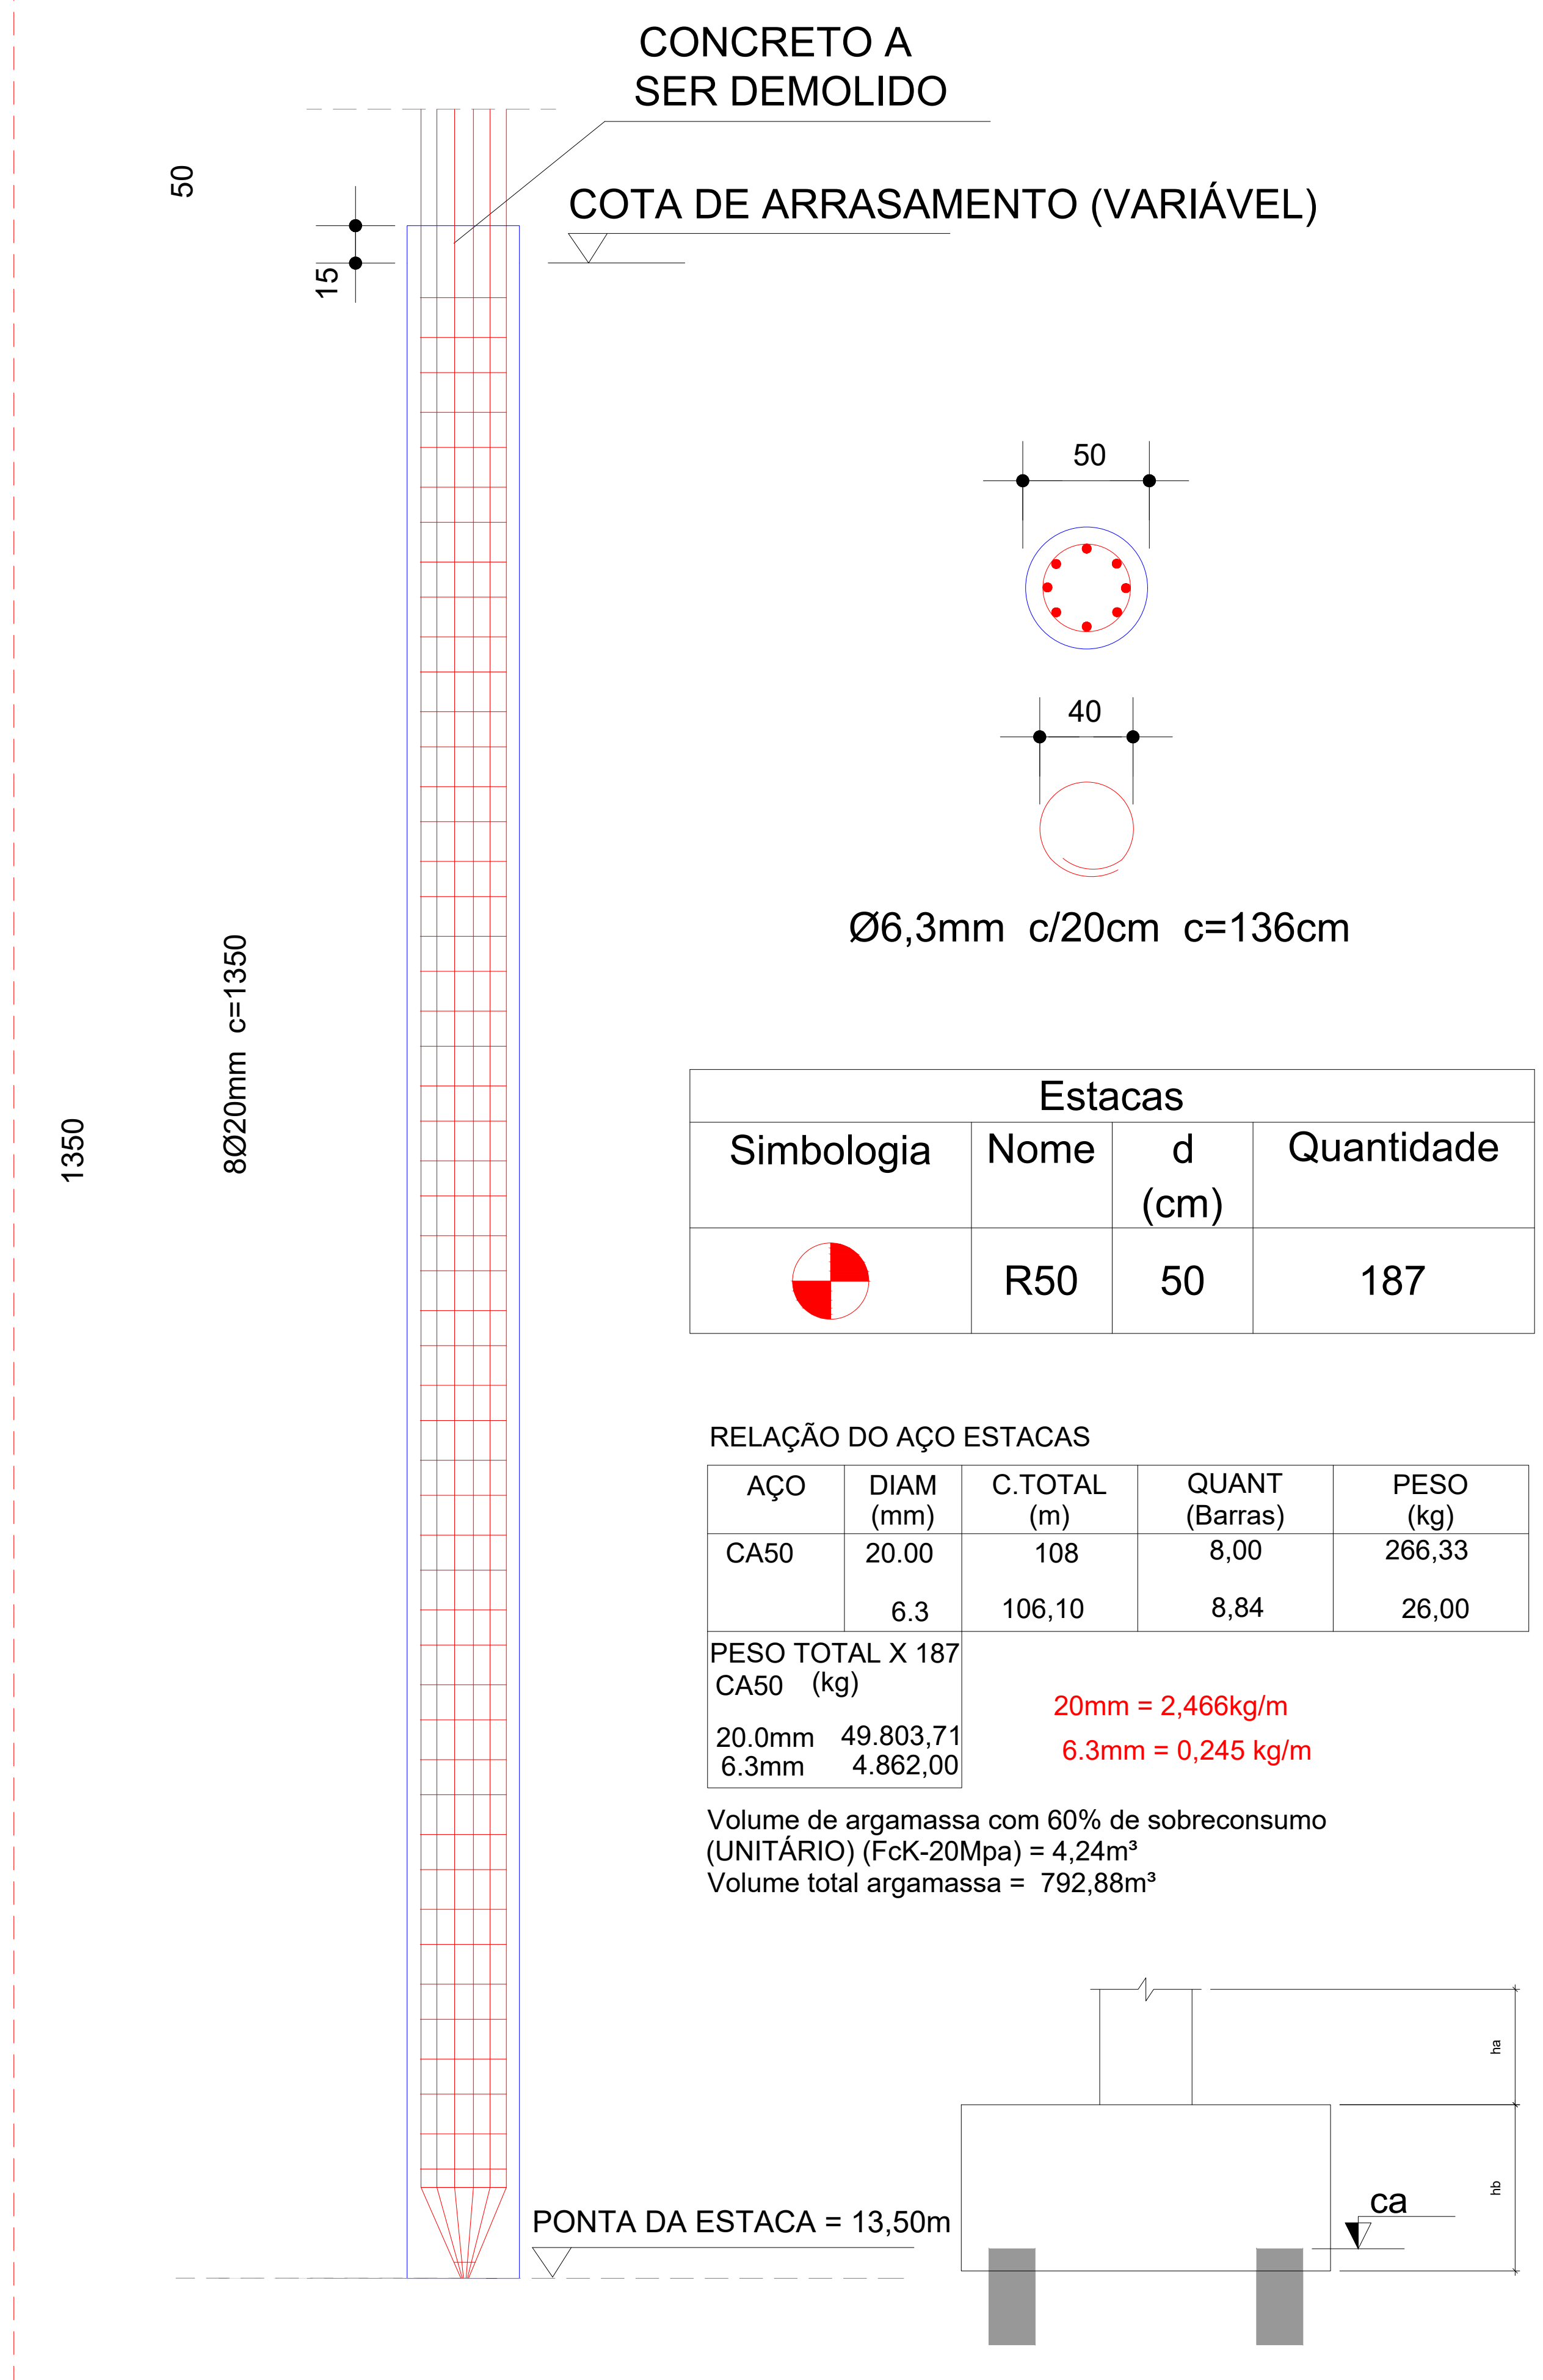 CONCRETO A
SER DEMOLIDO
COTA DE ARRASAMENTO (VARIÁVEL)
50
15
50
40
Ø6,3mm c/20cm c=136cm
8Ø20mm c=1350
1350
Estacas
Simbologia Nome d (cm) Quantidade
R50 50 187
RELAÇÃO DO AÇO ESTACAS
AÇO DIAM (mm) C.TOTAL (m) QUANT (Barras) PESO (kg)
CA50 20.00 108 8,00 266,33
6.3 106,10 8,84 26,00
PESO TOTAL X 187
CA50 (kg)
20.0mm 49.803,71
6.3mm 4.862,00
20mm = 2,466kg/m
6.3mm = 0,245 kg/m
Volume de argamassa com 60% de sobreconsumo
(UNITÁRIO) (FcK-20Mpa) = 4,24m³
Volume total argamassa = 792,88m³
PONTA DA ESTACA = 13,50m
ha
hb
ca